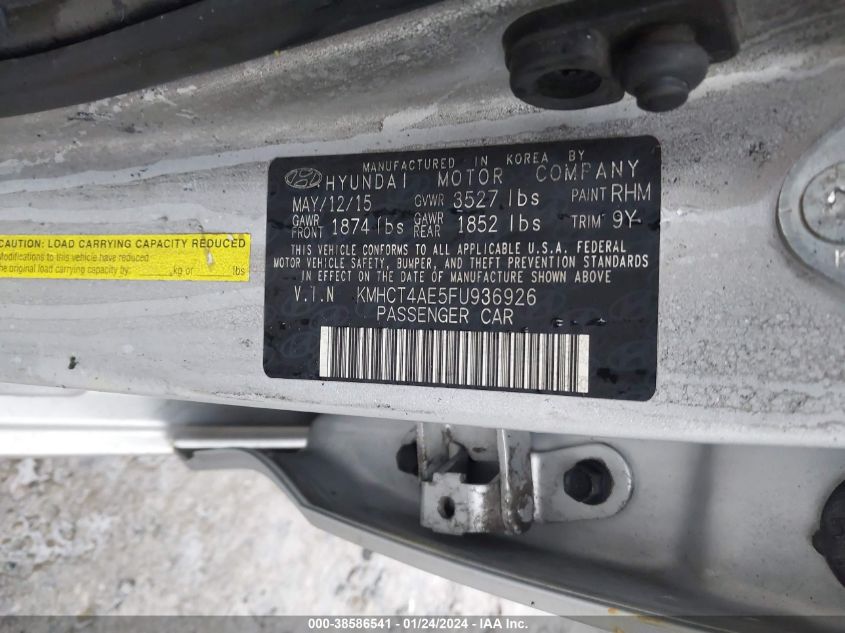 MANUFACTURED IN KOREA BY
HYUNDAI MOTOR COMPANY
MAY/12/15 GVWR 3527 lbs PAINT RHM
GAWR FRONT 1874 lbs GAWR REAR 1852 lbs TRIM 9Y
THIS VEHICLE CONFORMS TO ALL APPLICABLE U.S.A. FEDERAL
MOTOR VEHICLE SAFETY, BUMPER, AND THEFT PREVENTION STANDARDS
IN EFFECT ON THE DATE OF MANUFACTURE SHOWN ABOVE
V.I.N KMHCT4AE5FU936926
PASSENGER CAR
CAUTION: LOAD CARRYING CAPACITY REDUCED
Modifications to this vehicle have reduced
the original load carrying capacity by kg or lbs
000-38586541 - 01/24/2024 - IAA Inc.